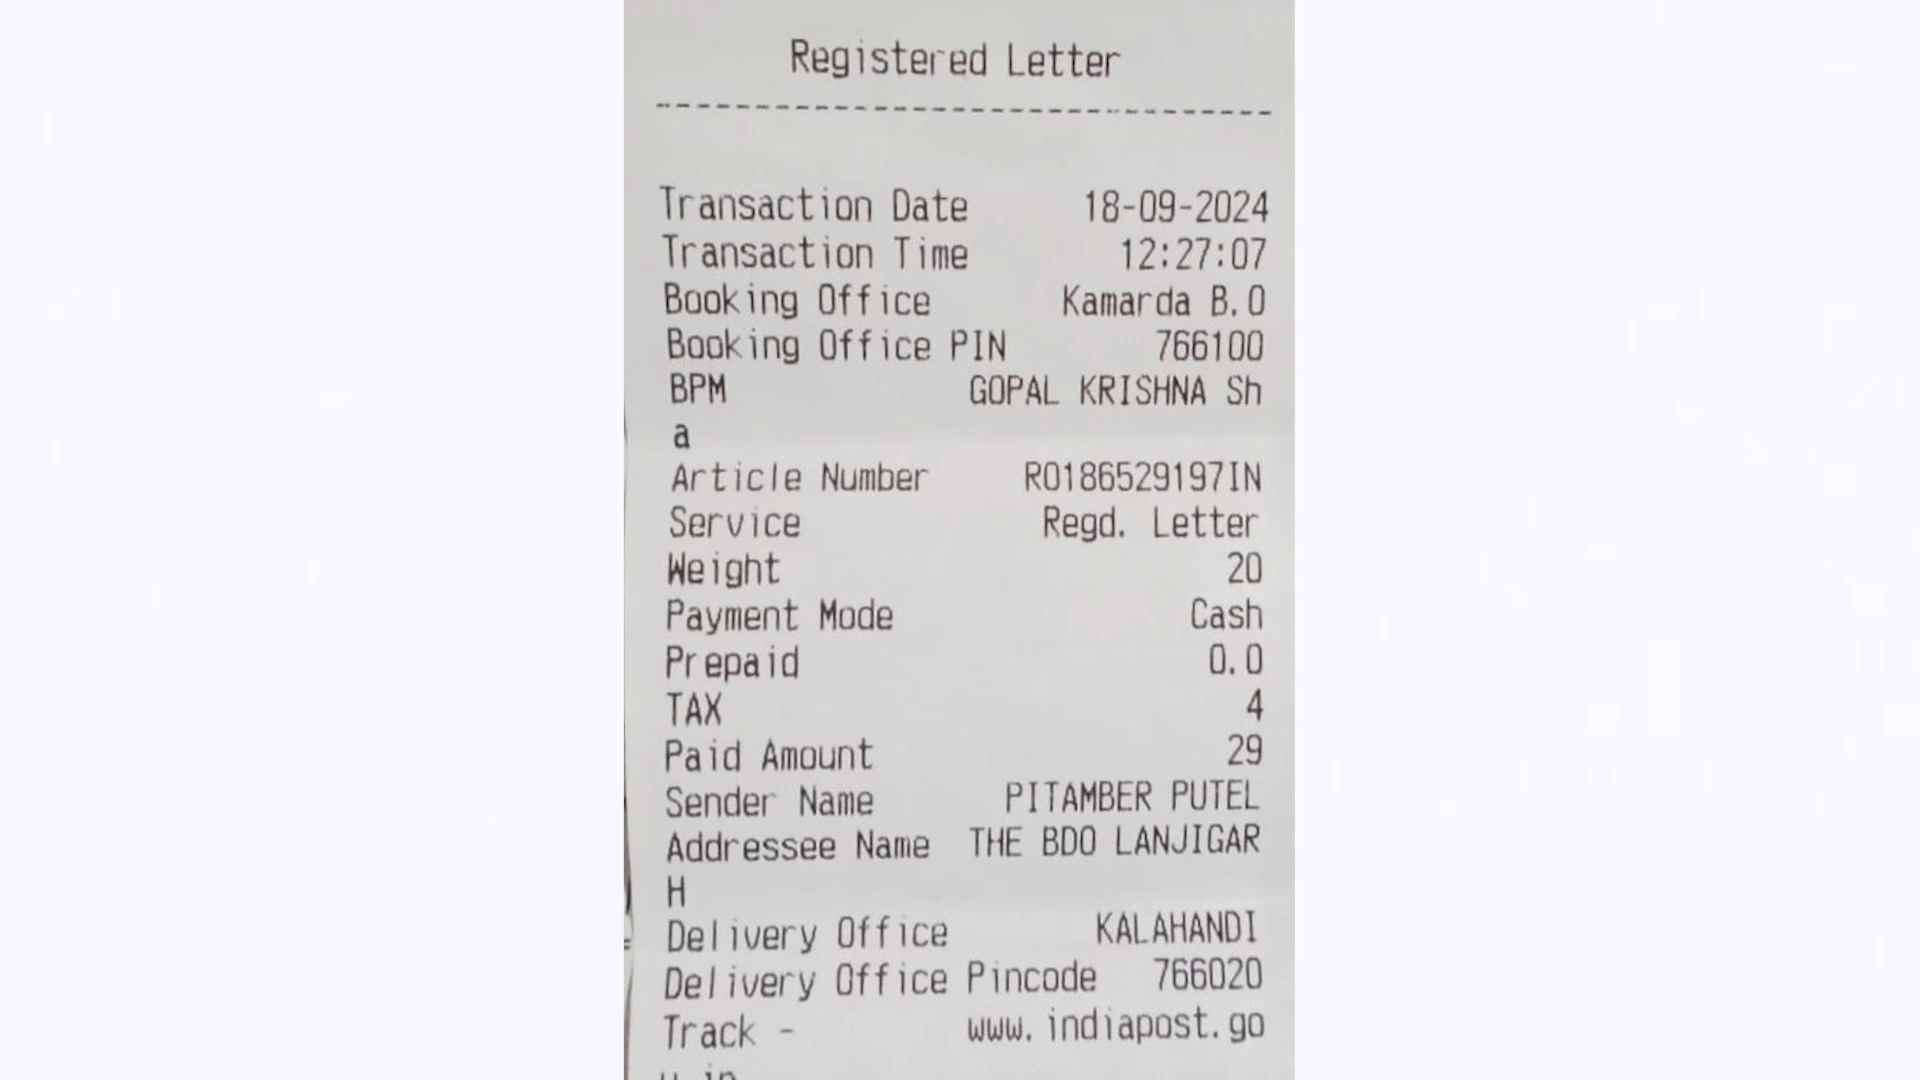 Registered Letter
--------------------------------
Transaction Date 18-09-2024
Transaction Time 12:27:07
Booking Office Kamarda B.O
Booking Office PIN 766100
BPM GOPAL KRISHNA Sh
a
Article Number RO186529197IN
Service Regd. Letter
Weight 20
Payment Mode Cash
Prepaid 0.0
TAX 4
Paid Amount 29
Sender Name PITAMBER PUTEL
Addressee Name THE BDO LANJIGAR
H
Delivery Office KALAHANDI
Delivery Office Pincode 766020
Track - www.indiapost.go
v.in